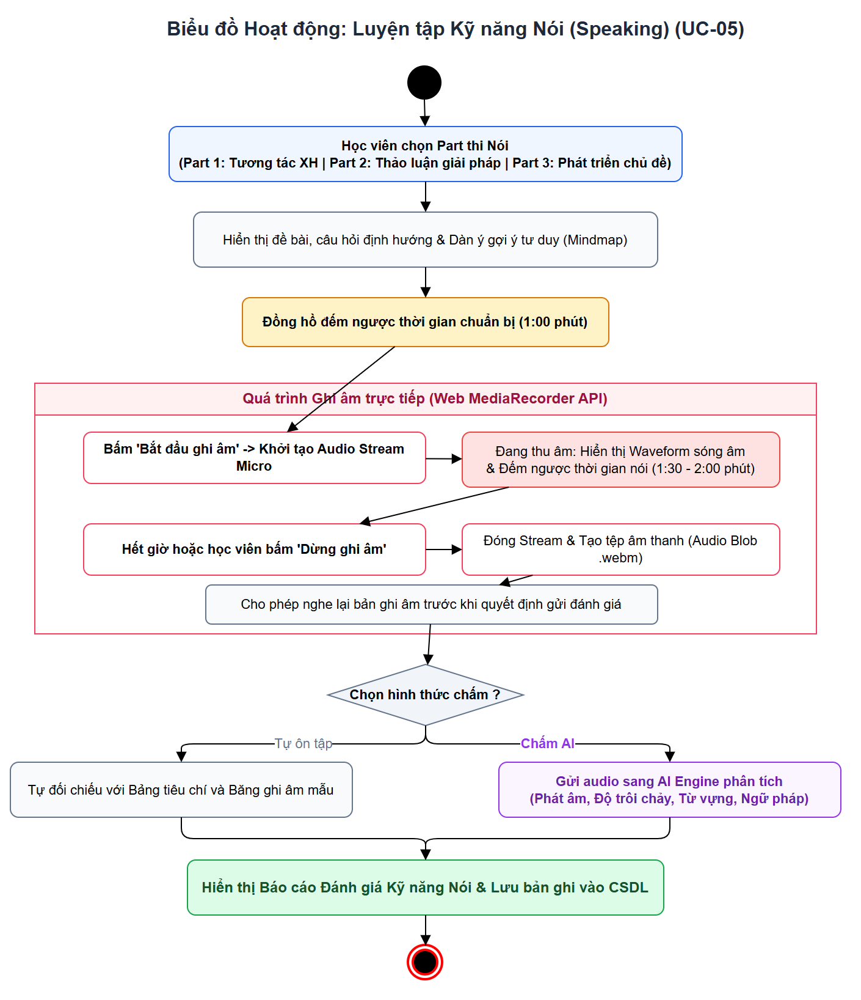 Biểu đồ Hoạt động: Luyện tập Kỹ năng Nói (Speaking) (UC-05)
Học viên chọn Part thi Nói
(Part 1: Tương tác XH | Part 2: Thảo luận giải pháp | Part 3: Phát triển chủ đề)
Hiển thị đề bài, câu hỏi định hướng & Dàn ý gợi ý tư duy (Mindmap)
Đồng hồ đếm ngược thời gian chuẩn bị (1:00 phút)
Quá trình Ghi âm trực tiếp (Web MediaRecorder API)
Bấm 'Bắt đầu ghi âm' -> Khởi tạo Audio Stream
Micro
Đang thu âm: Hiển thị Waveform sóng âm
& Đếm ngược thời gian nói (1:30 - 2:00 phút)
Hết giờ hoặc học viên bấm 'Dừng ghi âm'
Đóng Stream & Tạo tệp âm thanh (Audio Blob
.webm)
Cho phép nghe lại bản ghi âm trước khi quyết định gửi đánh giá
Chọn hình thức chấm ?
Tự ôn tập
Chấm AI
Tự đối chiếu với Bảng tiêu chí và Băng ghi âm mẫu
Gửi audio sang AI Engine phân tích
(Phát âm, Độ trôi chảy, Từ vựng, Ngữ pháp)
Hiển thị Báo cáo Đánh giá Kỹ năng Nói & Lưu bản ghi vào CSDL